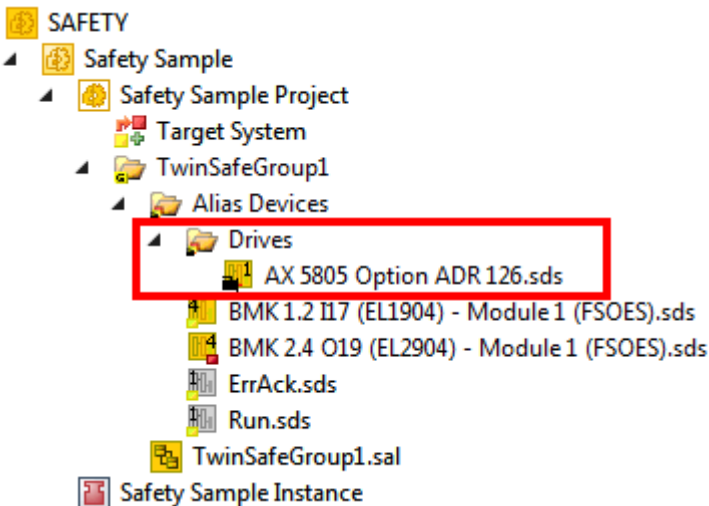 SAFETY
Safety Sample
Safety Sample Project
Target System
TwinSafeGroup1
Alias Devices
Drives
AX 5805 Option ADR 126.sds
BMK 1.2 I17 (EL1904) - Module 1 (FSOES).sds
BMK 2.4 O19 (EL2904) - Module 1 (FSOES).sds
ErrAck.sds
Run.sds
TwinSafeGroup1.sal
Safety Sample Instance